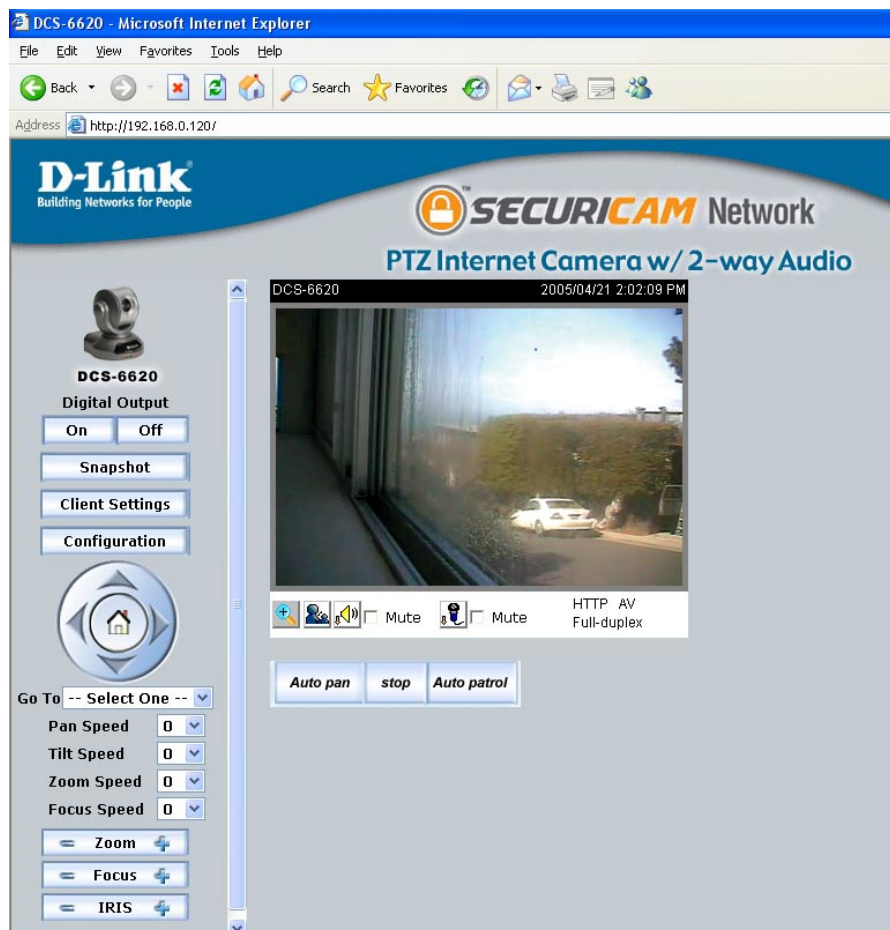 DCS-6620 - Microsoft Internet Explorer
File Edit View Favorites Tools Help
Back Search Favorites
Address http://192.168.0.120/
D-Link®
Building Networks for People
SECURICAM™ Network
PTZ Internet Camera w/ 2-way Audio
DCS-6620
Digital Output
On Off
Snapshot
Client Settings
Configuration
Go To -- Select One --
Pan Speed 0
Tilt Speed 0
Zoom Speed 0
Focus Speed 0
Zoom
Focus
IRIS
DCS-6620 2005/04/21 2:02:09 PM
Mute Mute HTTP AV
Full-duplex
Auto pan stop Auto patrol